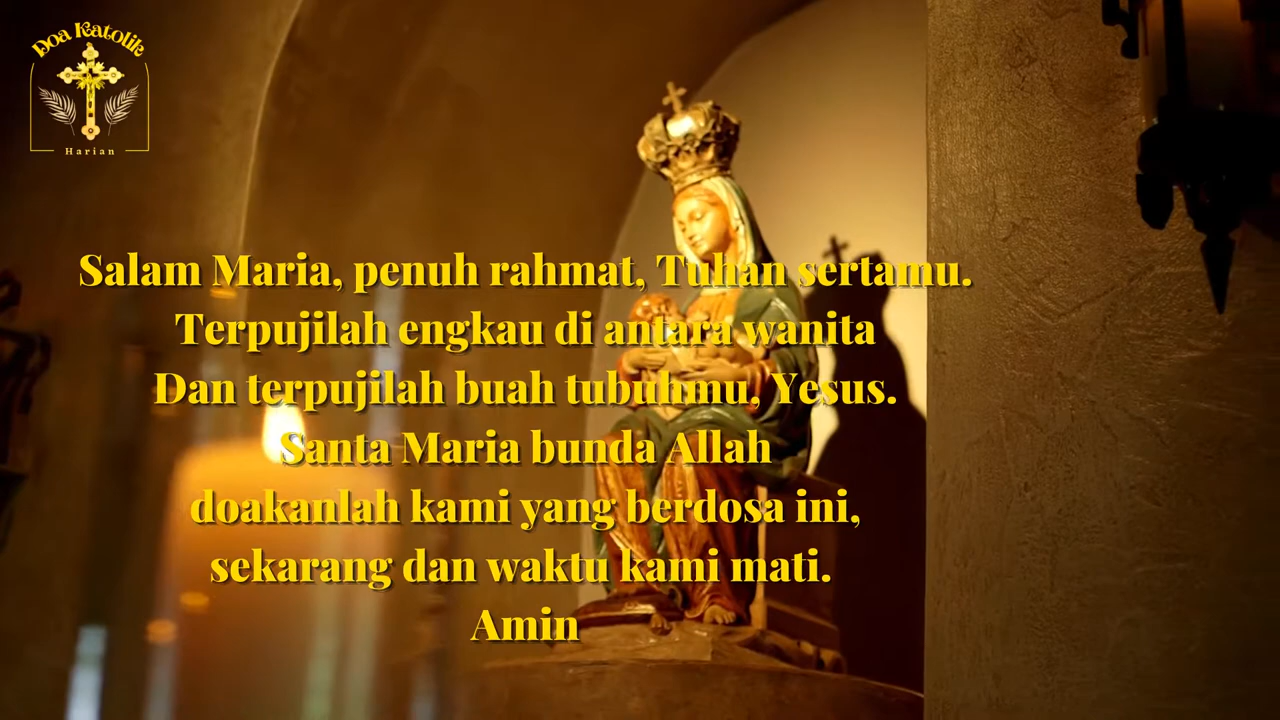 Doa Katolik
Harian
Salam Maria, penuh rahmat, Tuhan sertamu.
Terpujilah engkau di antara wanita
Dan terpujilah buah tubuhmu, Yesus.
Santa Maria bunda Allah
doakanlah kami yang berdosa ini,
sekarang dan waktu kami mati.
Amin